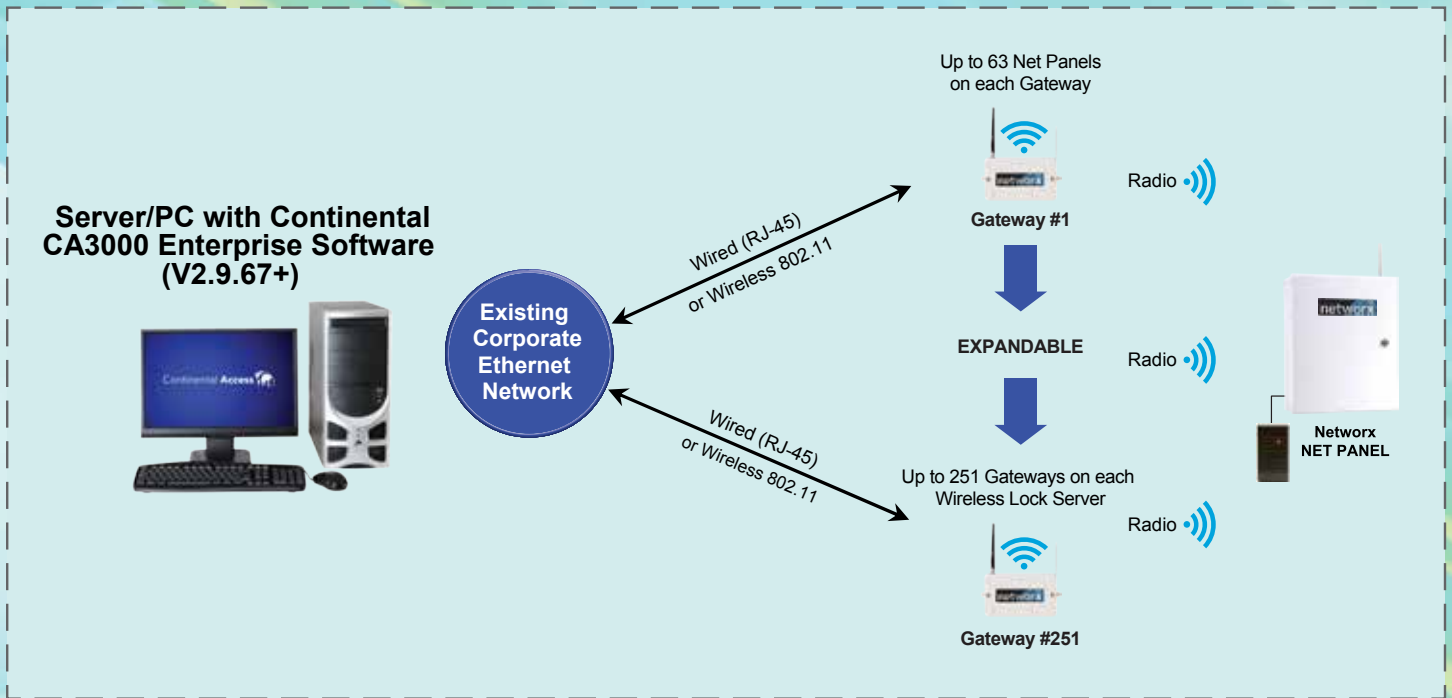 Server/PC with Continental
CA3000 Enterprise Software
(V2.9.67+)
Continental Access
Existing
Corporate
Ethernet
Network
Wired (RJ-45)
or Wireless 802.11
Wired (RJ-45)
or Wireless 802.11
Up to 63 Net Panels
on each Gateway
networx
Gateway #1
EXPANDABLE
Up to 251 Gateways on each
Wireless Lock Server
networx
Gateway #251
Radio
Radio
Radio
networx
Networx
NET PANEL